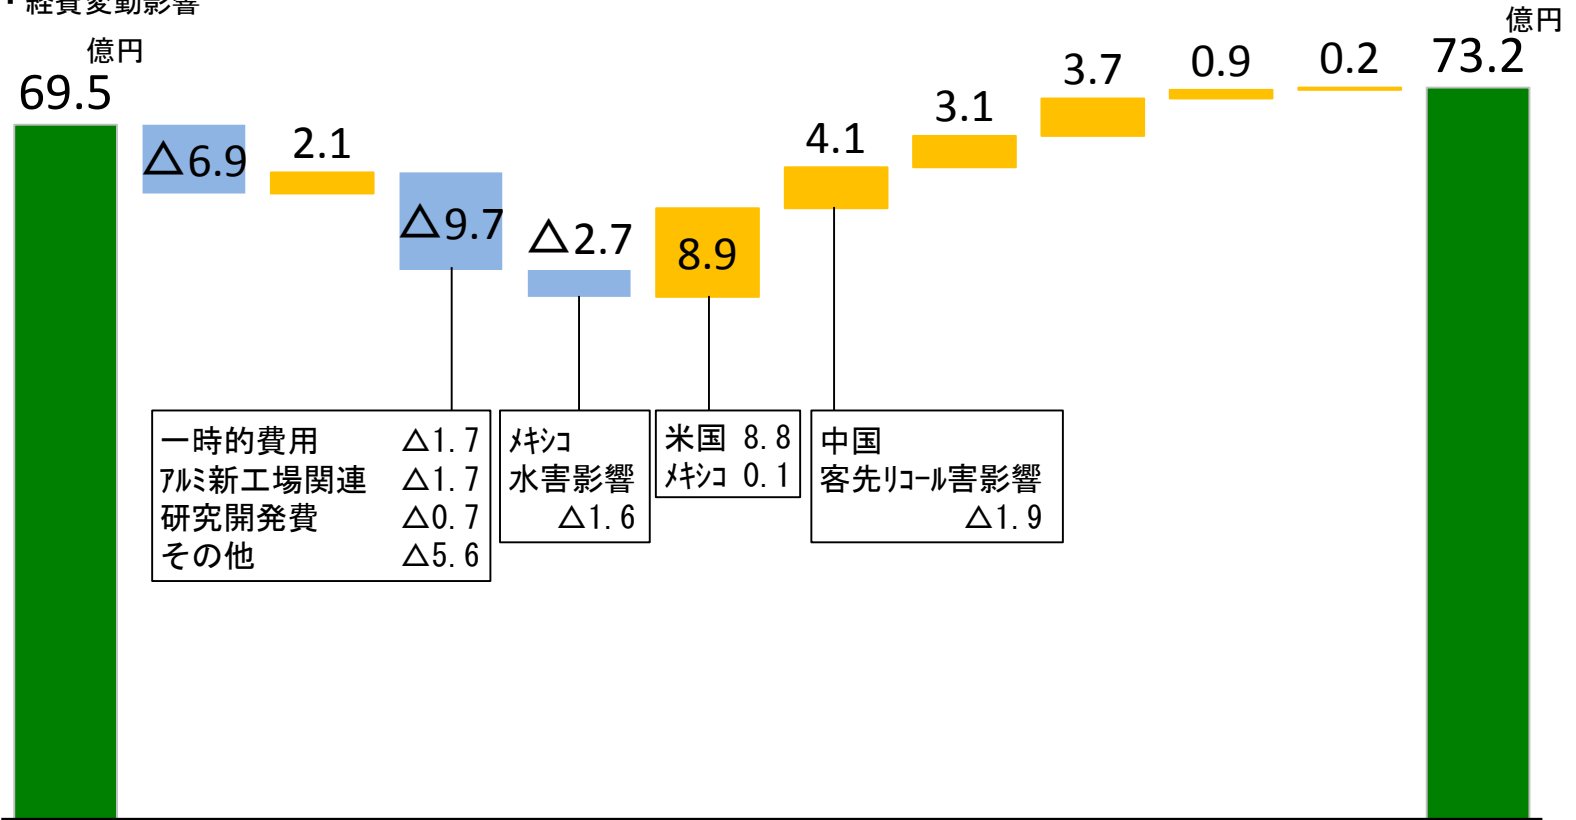 ・経費変動影響
億円
69.5
△6.9
2.1
△9.7
△2.7
8.9
4.1
3.1
3.7
0.9
0.2
億円
73.2
一時的費用 △1.7
ｱﾙﾐ新工場関連 △1.7
研究開発費 △0.7
その他 △5.6
ﾒｷｼｺ
水害影響
△1.6
米国 8.8
ﾒｷｼｺ 0.1
中国
客先ﾘｺｰﾙ害影響
△1.9